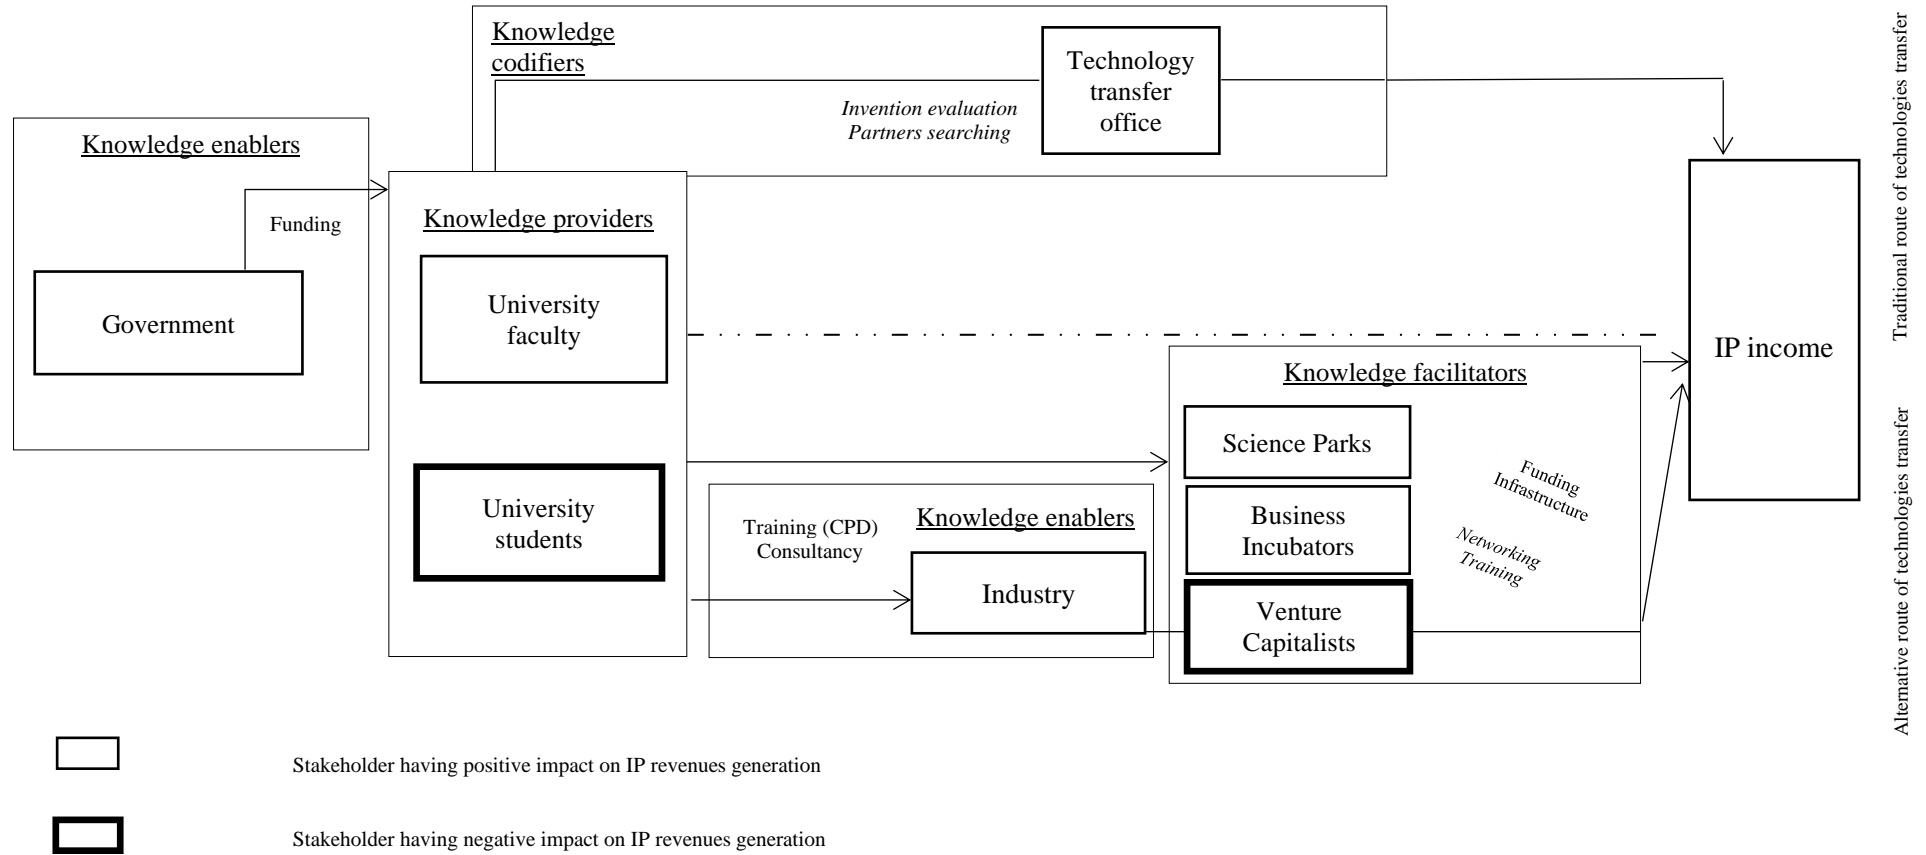 Knowledge
codifiers
Technology
transfer
office
Invention evaluation
Partners searching
Knowledge enablers
Funding
Government
Knowledge providers
University
faculty
University
students
Training (CPD)
Consultancy
Knowledge enablers
Industry
Knowledge facilitators
Science Parks
Business
Incubators
Venture
Capitalists
Funding
Infrastructure
Networking
Training
IP income
Traditional route of technologies transfer
Alternative route of technologies transfer
Stakeholder having positive impact on IP revenues generation
Stakeholder having negative impact on IP revenues generation